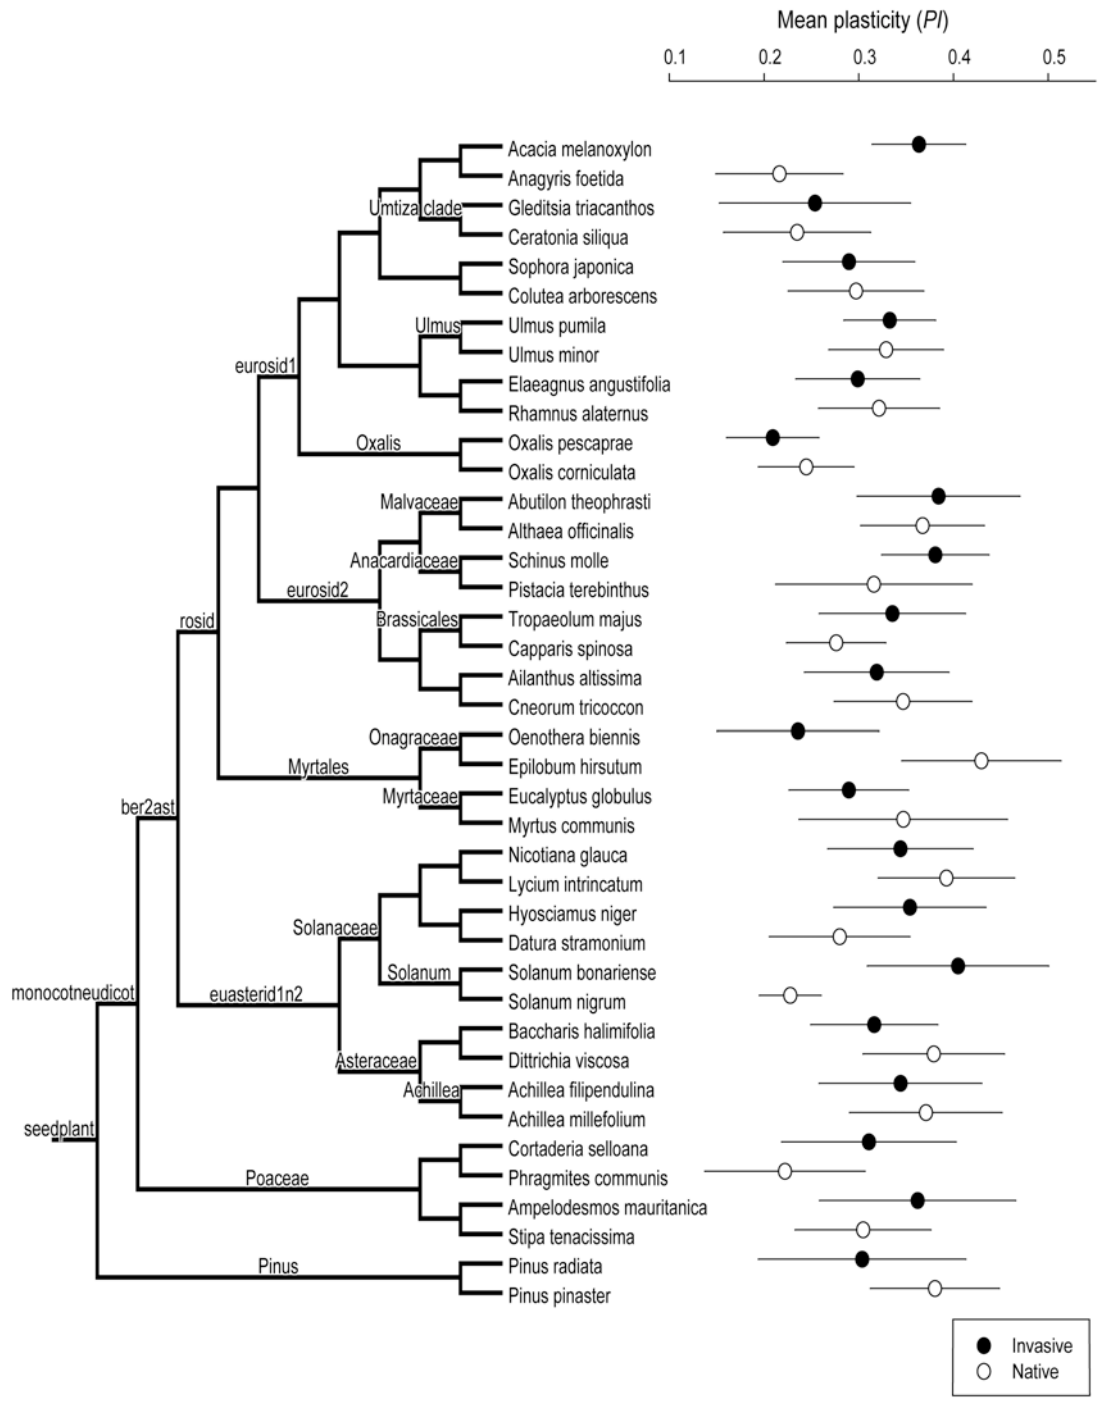 Mean plasticity (PI)
0.1 0.2 0.3 0.4 0.5
Acacia melanoxylon
Anagyris foetida
Umtiza clade
Gleditsia triacanthos
Ceratonia siliqua
Sophora japonica
Colutea arborescens
Ulmus
Ulmus pumila
Ulmus minor
eurosid1
Elaeagnus angustifolia
Rhamnus alaternus
Oxalis
Oxalis pescaprae
Oxalis corniculata
Malvaceae
Abutilon theophrasti
Althaea officinalis
Anacardiaceae
Schinus molle
eurosid2
Pistacia terebinthus
rosid
Brassicales
Tropaeolum majus
Capparis spinosa
Ailanthus altissima
Cneorum tricoccon
Onagraceae
Oenothera biennis
Myrtales
Epilobum hirsutum
Myrtaceae
Eucalyptus globulus
ber2ast
Myrtus communis
Nicotiana glauca
Lycium intrincatum
Hyosciamus niger
Solanaceae
Datura stramonium
Solanum
Solanum bonariense
monocotneudicot
euasterid1n2
Solanum nigrum
Baccharis halimifolia
Asteraceae
Dittrichia viscosa
Achillea
Achillea filipendulina
Achillea millefolium
seedplant
Cortaderia selloana
Poaceae
Phragmites communis
Ampelodesmos mauritanica
Stipa tenacissima
Pinus
Pinus radiata
Pinus pinaster
Invasive
Native